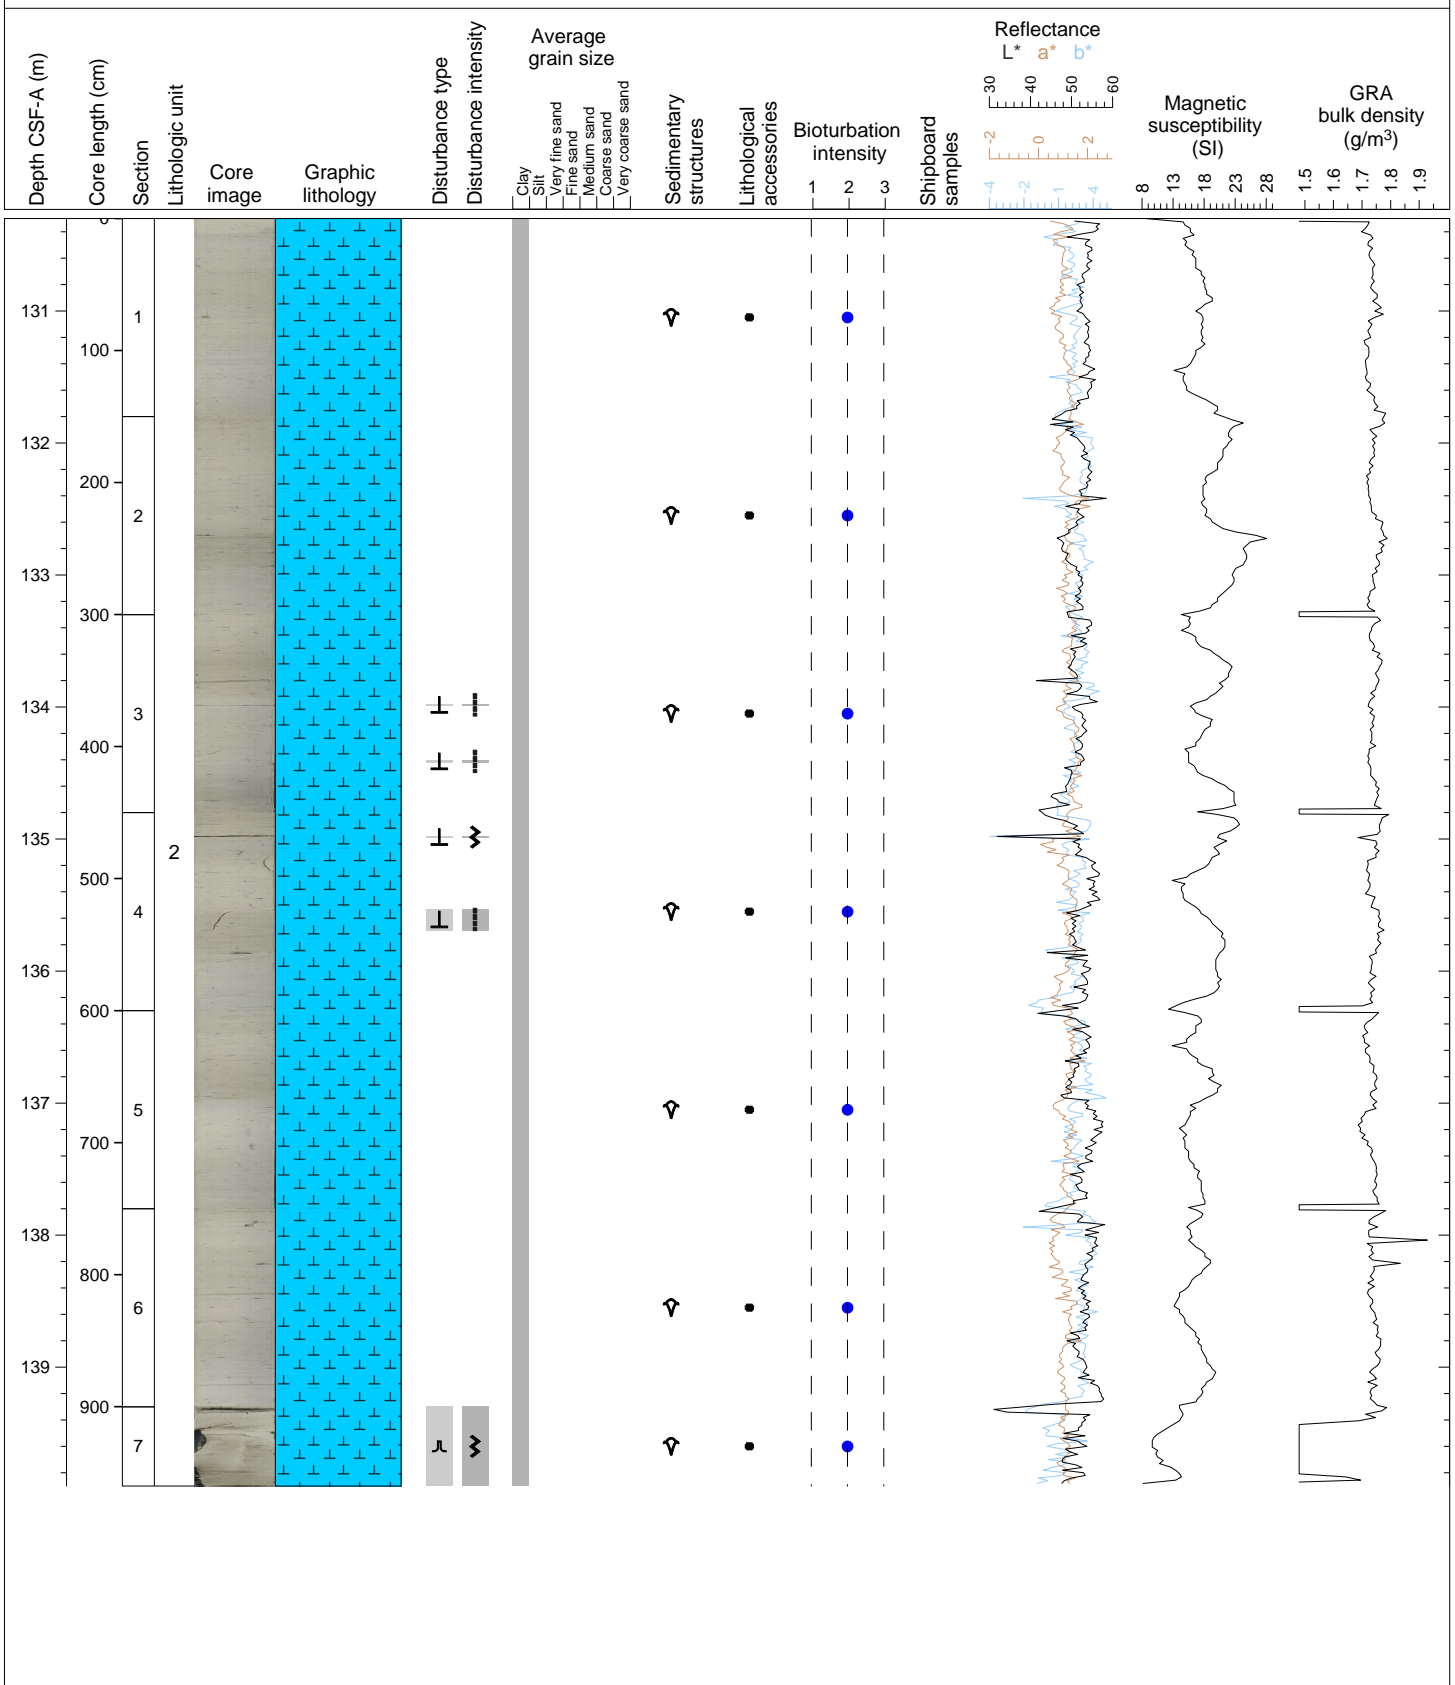 Depth CSF-A (m)
Core length (cm)
Section
Lithologic unit
Core
image
Graphic
lithology
Disturbance type
Disturbance intensity
Average
grain size
Clay
Silt
Very fine sand
Fine sand
Medium sand
Coarse sand
Very coarse sand
Sedimentary
structures
Lithological
accessories
Bioturbation
intensity
1 2 3
Shipboard
samples
Reflectance
L* a* b*
30 40 50 60
-2 0 2
-4 -2 1 4
Magnetic
susceptibility
(SI)
8 13 18 23 28
GRA
bulk density
(g/m³)
1.5 1.6 1.7 1.8 1.9
0
131
1
100
132
200
2
133
300
134
3
400
135
2
500
4
136
600
137
5
700
138
800
6
139
900
7